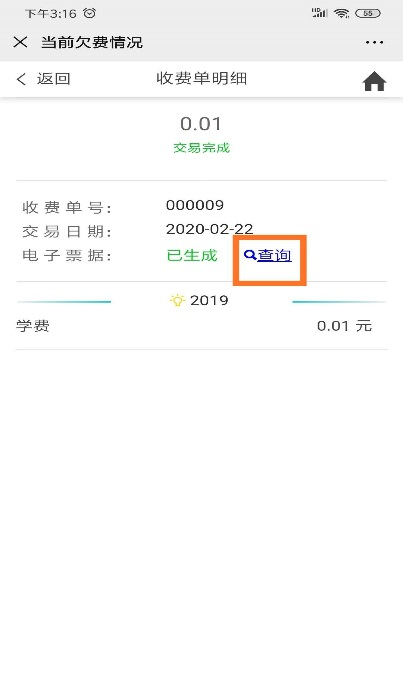 下午3:16
HD 55
当前欠费情况
返回 收费单明细
0.01
交易完成
收费单号: 000009
交易日期: 2020-02-22
电子票据: 已生成 查询
2019
学费 0.01 元